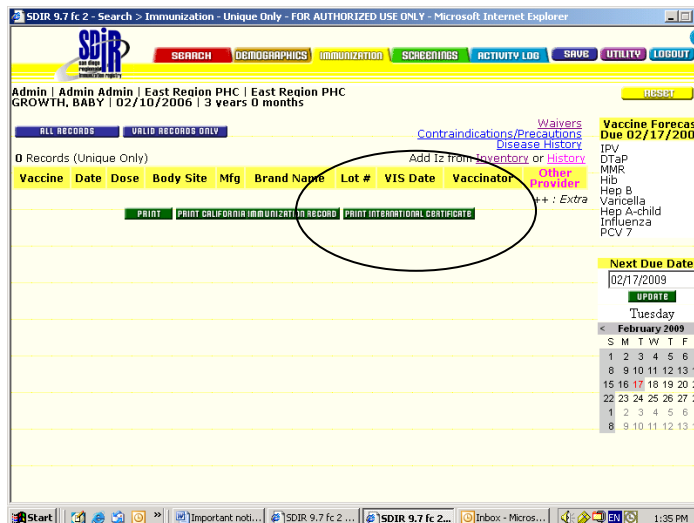 SDIR 9.7 fc 2 - Search > Immunization - Unique Only - FOR AUTHORIZED USE ONLY - Microsoft Internet Explorer
SDIR
san diego
regional
immunization registry
SEARCH DEMOGRAPHICS IMMUNIZATION SCREENINGS ACTIVITY LOG SAVE UTILITY LOGOUT
Admin | Admin Admin | East Region PHC | East Region PHC
GROWTH, BABY | 02/10/2006 | 3 years 0 months
RESET
ALL RECORDS VALID RECORDS ONLY
Waivers
Contraindications/Precautions
Disease History
0 Records (Unique Only)
Add Iz from Inventory or History
Vaccine Date Dose Body Site Mfg Brand Name Lot # VIS Date Vaccinator Other Provider
++ : Extra
PRINT PRINT CALIFORNIA IMMUNIZATION RECORD PRINT INTERNATIONAL CERTIFICATE
Vaccine Forecas
Due 02/17/200
IPV
DTaP
MMR
Hib
Hep B
Varicella
Hep A-child
Influenza
PCV 7
Next Due Date
02/17/2009
UPDATE
Tuesday
< February 2009
S M T W T F
1 2 3 4 5 6
8 9 10 11 12 13
15 16 17 18 19 20
22 23 24 25 26 27
1 2 3 4 5 6
8 9 10 11 12 13
Start » Important noti... SDIR 9.7 fc 2 ... SDIR 9.7 fc 2... Inbox - Micros... EN 1:35 PM